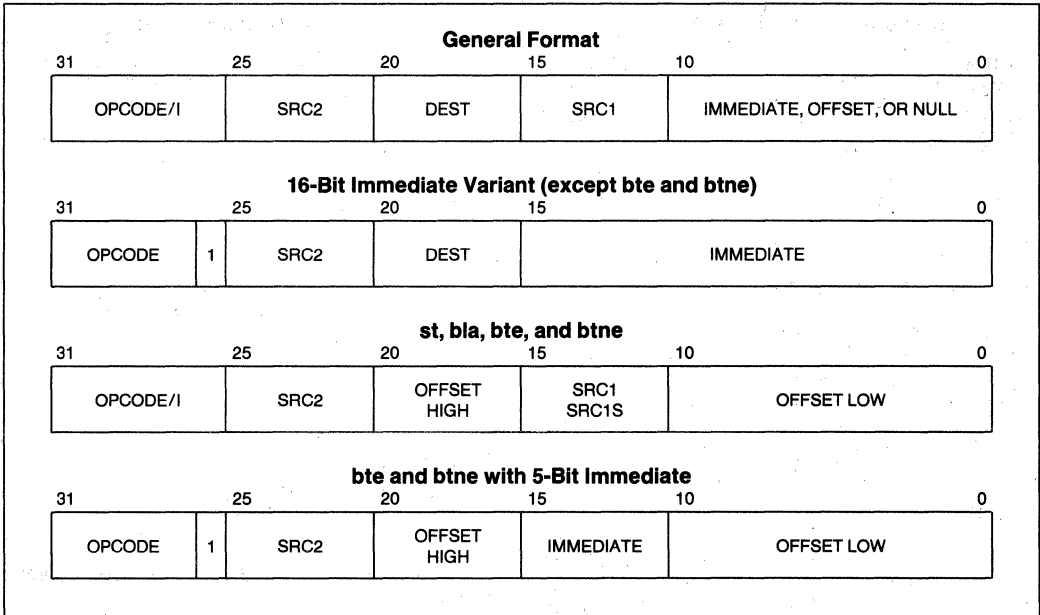 General Format
31 25 20 15 10 0
OPCODE/I SRC2 DEST SRC1 IMMEDIATE, OFFSET, OR NULL
16-Bit Immediate Variant (except bte and btne)
31 25 20 15 0
OPCODE 1 SRC2 DEST IMMEDIATE
st, bla, bte, and btne
31 25 20 15 10 0
OPCODE/I SRC2 OFFSET HIGH SRC1 SRC1S OFFSET LOW
bte and btne with 5-Bit Immediate
31 25 20 15 10 0
OPCODE 1 SRC2 OFFSET HIGH IMMEDIATE OFFSET LOW